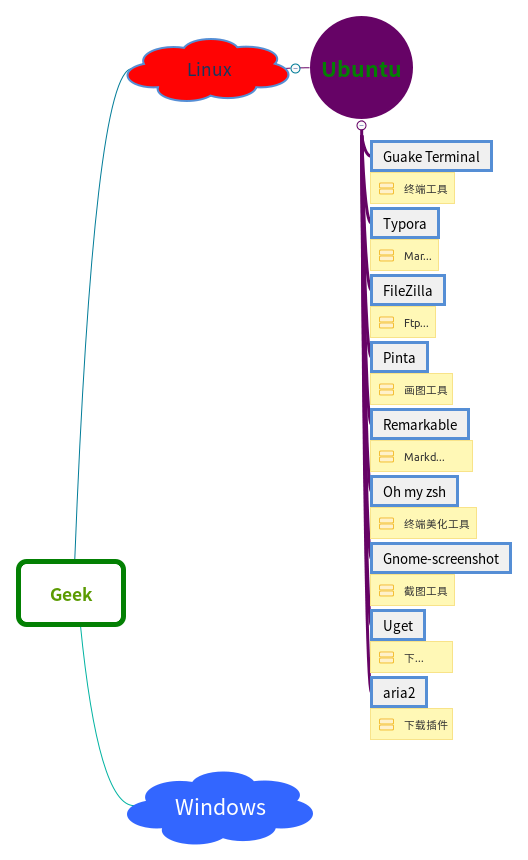 Linux
Ubuntu
Guake Terminal
终端工具
Typora
Mar...
FileZilla
Ftp...
Pinta
画图工具
Remarkable
Markd...
Oh my zsh
终端美化工具
Gnome-screenshot
截图工具
Uget
下...
aria2
下载插件
Geek
Windows